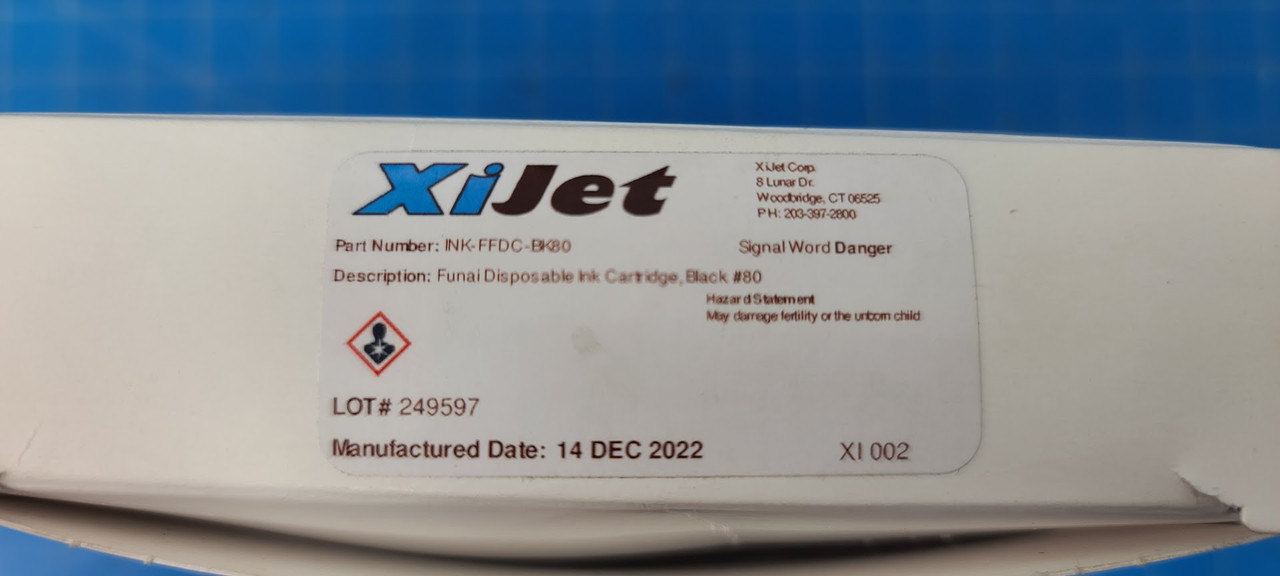 XiJet
XiJet Corp.
8 Lunar Dr.
Woodbridge, CT 06525
PH: 203-397-2800
Part Number: INK-FFDC-BK80
Signal Word Danger
Description: Funai Disposable Ink Cartridge, Black #80
Hazard Statement
May damage fertility or the unborn child
LOT# 249597
Manufactured Date: 14 DEC 2022
XI 002